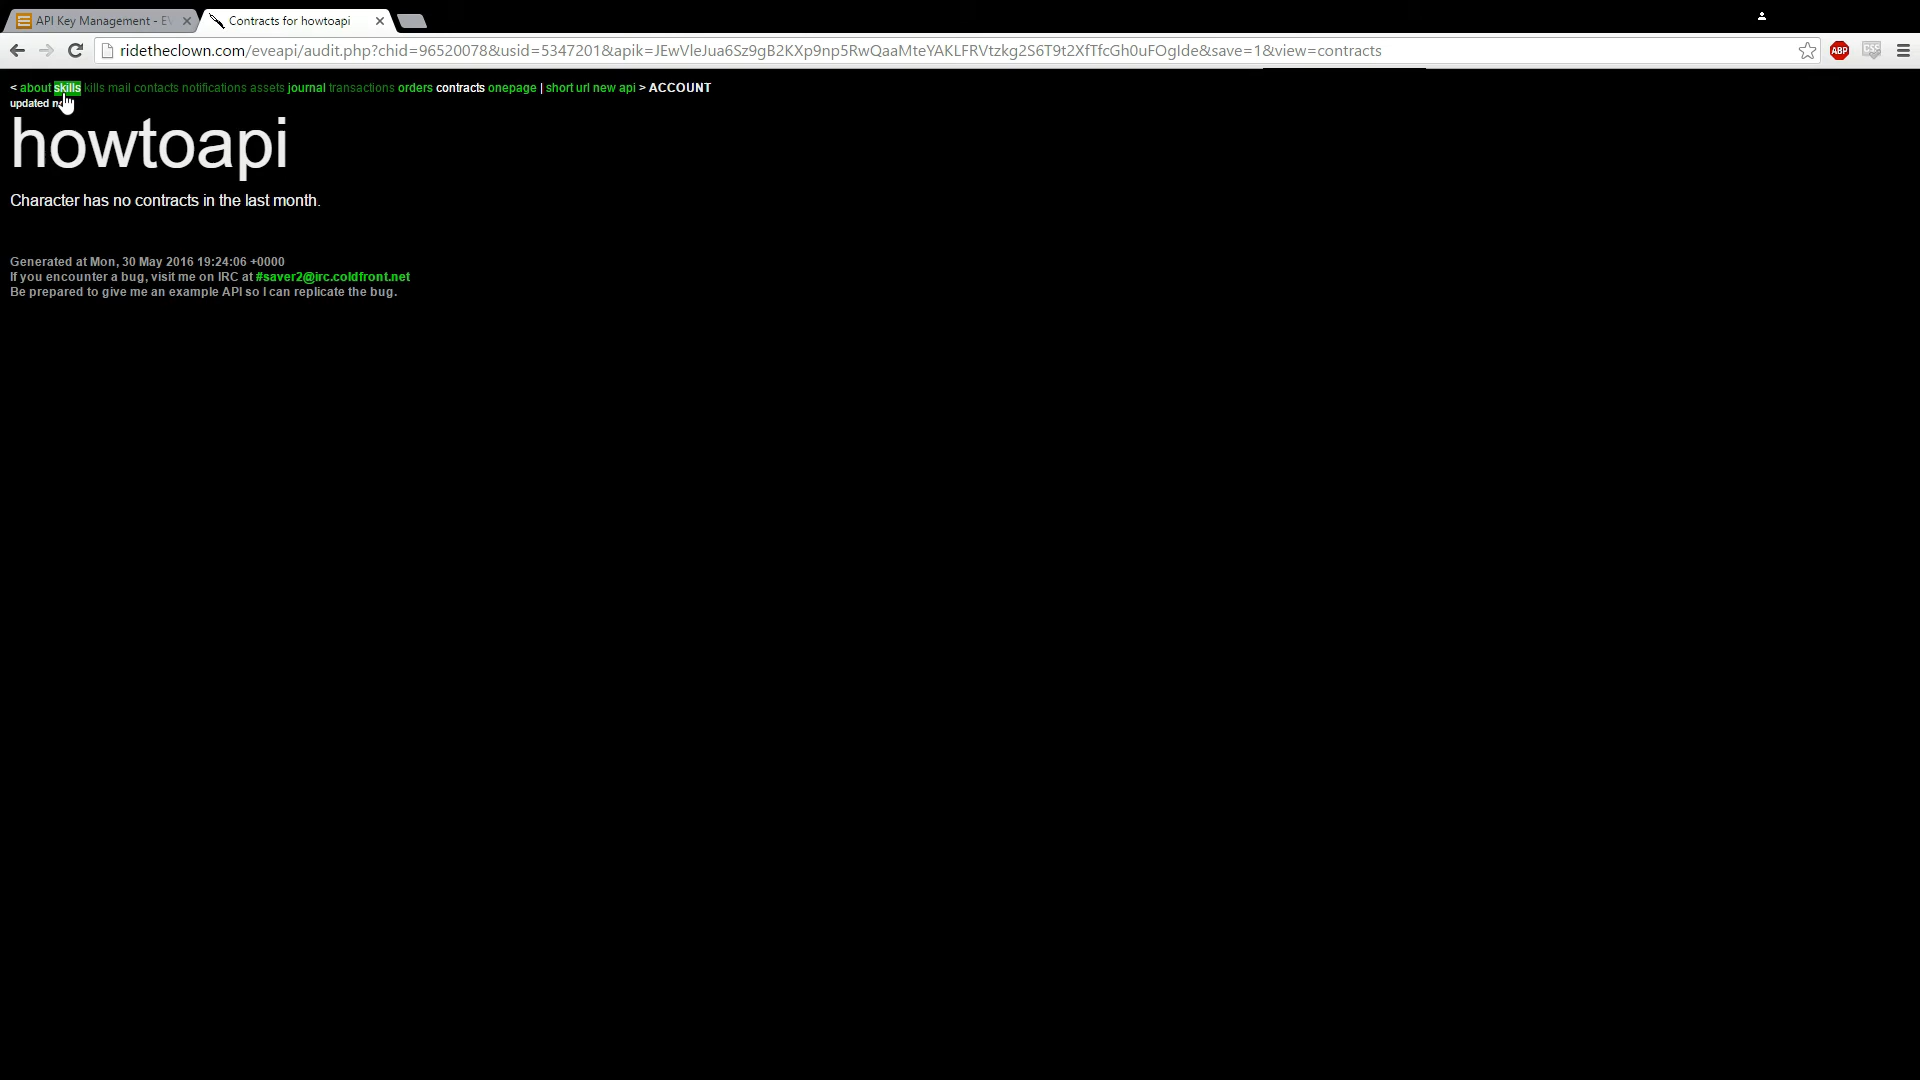 API Key Management - EV
Contracts for howtoapi
ridetheclown.com/eveapi/audit.php?chid=96520078&usid=5347201&apik=JEwVleJua6Sz9gB2KXp9np5RwQaaMteYAKLFRVtzkg2S6T9t2XfTfcGh0uFOglde&save=1&view=contracts
ABP
< about skills kills mail contacts notifications assets journal transactions orders contracts onepage | short url new api > ACCOUNT
updated
howtoapi
Character has no contracts in the last month.
Generated at Mon, 30 May 2016 19:24:06 +0000
If you encounter a bug, visit me on IRC at #saver2@irc.coldfront.net
Be prepared to give me an example API so I can replicate the bug.